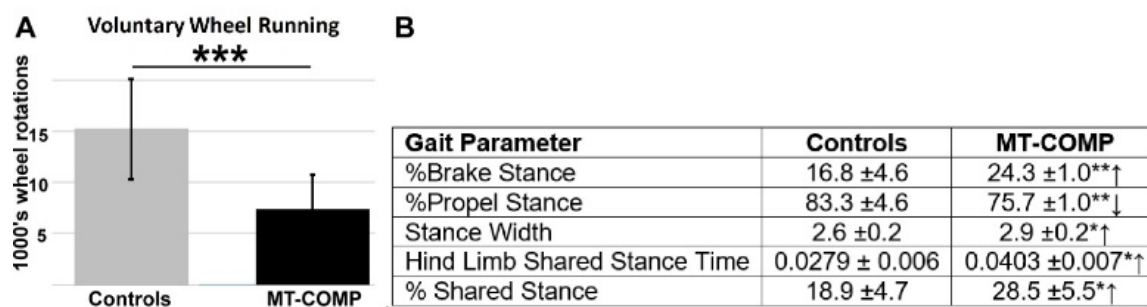 A
Voluntary Wheel Running
***
1000's wheel rotations
15
10
5
Controls MT-COMP
B
Gait Parameter Controls MT-COMP
%Brake Stance 16.8 ±4.6 24.3 ±1.0**↑
%Propel Stance 83.3 ±4.6 75.7 ±1.0**↓
Stance Width 2.6 ±0.2 2.9 ±0.2*↑
Hind Limb Shared Stance Time 0.0279 ± 0.006 0.0403 ±0.007*↑
% Shared Stance 18.9 ±4.7 28.5 ±5.5*↑